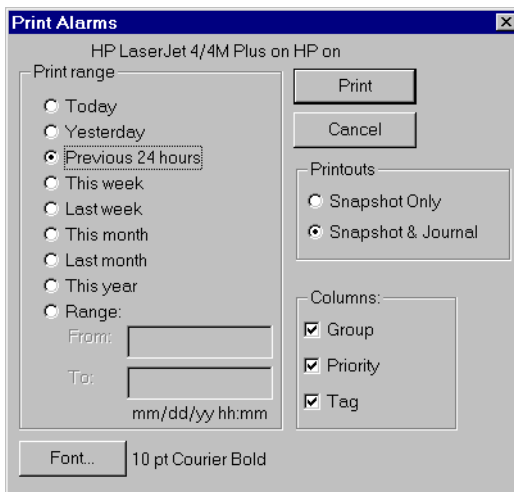 Print Alarms
HP LaserJet 4/4M Plus on HP on
Print range
Today
Yesterday
Previous 24 hours
This week
Last week
This month
Last month
This year
Range:
From:
To:
mm/dd/yy hh:mm
Print
Cancel
Printouts
Snapshot Only
Snapshot & Journal
Columns:
Group
Priority
Tag
Font...
10 pt Courier Bold